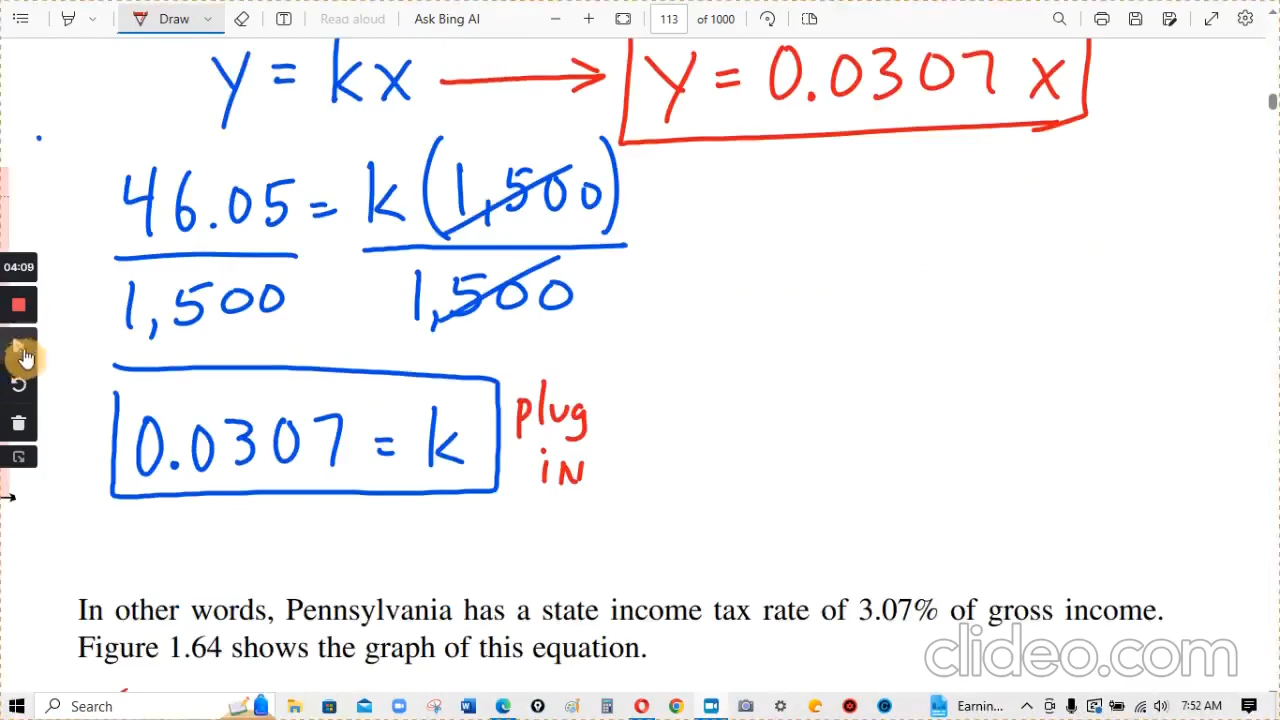 Draw
Read aloud
Ask Bing AI
113 of 1000
y = kx → y = 0.0307 x
46.05 = k (1,500)
1,500 1,500
0.0307 = k
plug
in
04:09
In other words, Pennsylvania has a state income tax rate of 3.07% of gross income.
Figure 1.64 shows the graph of this equation.
clideo.com
Search
Earnin...
7:52 AM